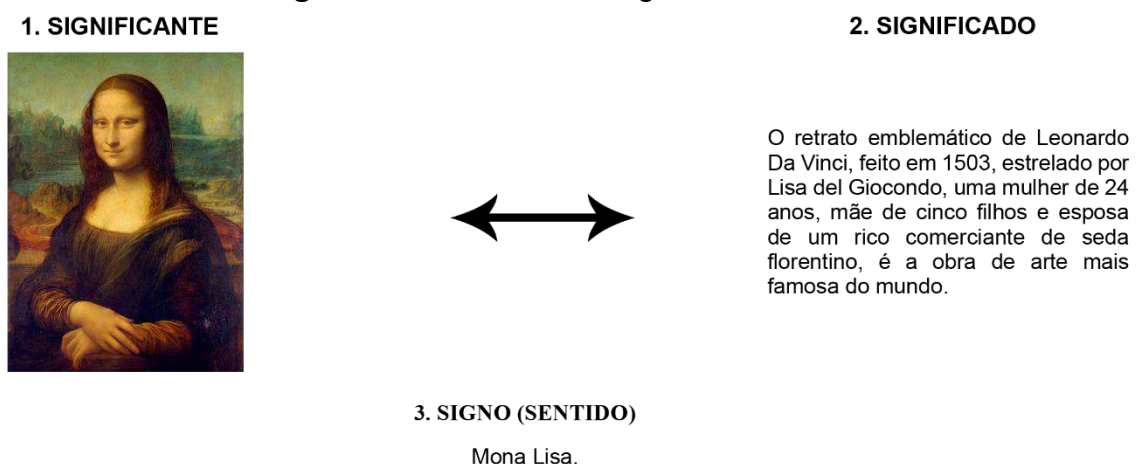 1. SIGNIFICANTE
2. SIGNIFICADO
O retrato emblemático de Leonardo
Da Vinci, feito em 1503, estrelado por
Lisa del Giocondo, uma mulher de 24
anos, mãe de cinco filhos e esposa
de um rico comerciante de seda
florentino, é a obra de arte mais
famosa do mundo.
3. SIGNO (SENTIDO)
Mona Lisa.